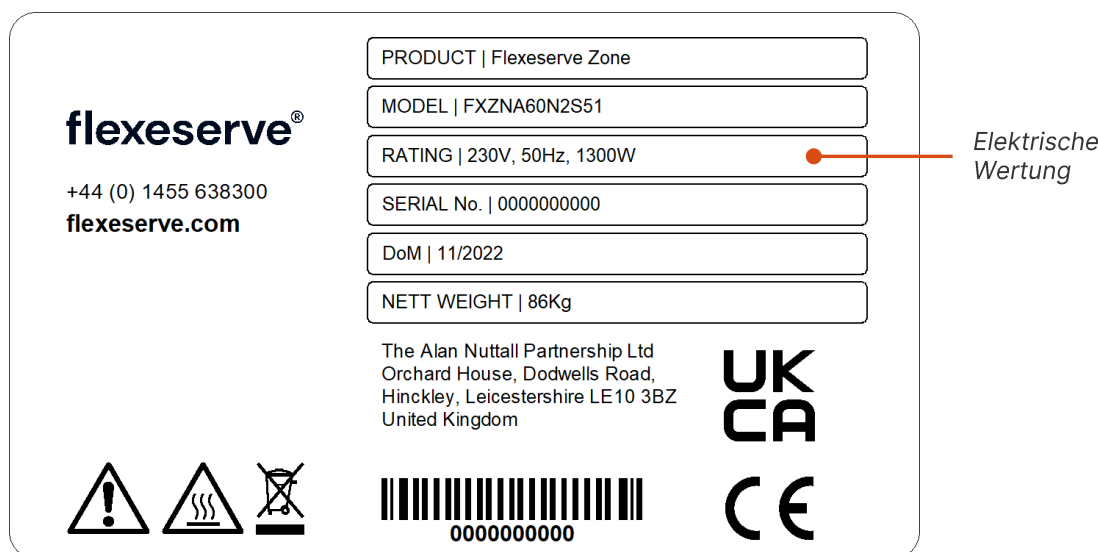 flexeserve®
+44 (0) 1455 638300
flexeserve.com
PRODUCT | Flexeserve Zone
MODEL | FXZNA60N2S51
RATING | 230V, 50Hz, 1300W
SERIAL No. | 0000000000
DoM | 11/2022
NETT WEIGHT | 86Kg
Elektrische
Wertung
The Alan Nuttall Partnership Ltd
Orchard House, Dodwells Road,
Hinckley, Leicestershire LE10 3BZ
United Kingdom
UK
CA
0000000000
CE